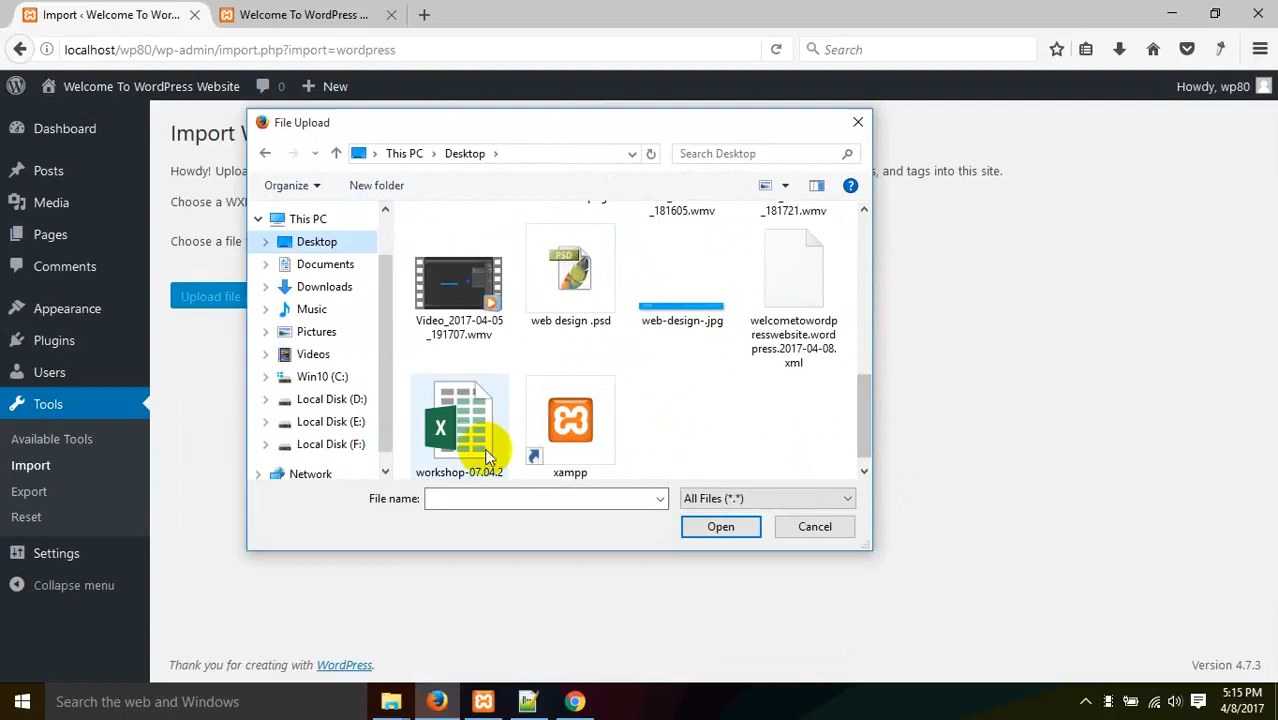 Import ‹ Welcome To Wor...
Welcome To WordPress ...
localhost/wp80/wp-admin/import.php?import=wordpress
Search
Welcome To WordPress Website
0
New
Howdy, wp80
Dashboard
Posts
Media
Pages
Comments
Appearance
Plugins
Users
Tools
Available Tools
Import
Export
Reset
Settings
Collapse menu
Import W
Howdy! Uploa
s, and tags into this site.
Choose a WX
Choose a file
Upload file
File Upload
This PC
Desktop
Search Desktop
Organize
New folder
This PC
Desktop
Documents
Downloads
Music
Pictures
Videos
Win10 (C:)
Local Disk (D:)
Local Disk (E:)
Local Disk (F:)
Network
_181605.wmv
_181721.wmv
PSD
Video_2017-04-05
_191707.wmv
web design .psd
web-design-.jpg
welcometowordp
resswebsite.word
press.2017-04-08.
xml
X
workshop-07.04.2
xampp
File name:
All Files (*.*)
Open
Cancel
Thank you for creating with WordPress.
Version 4.7.3
Search the web and Windows
5:15 PM
4/8/2017